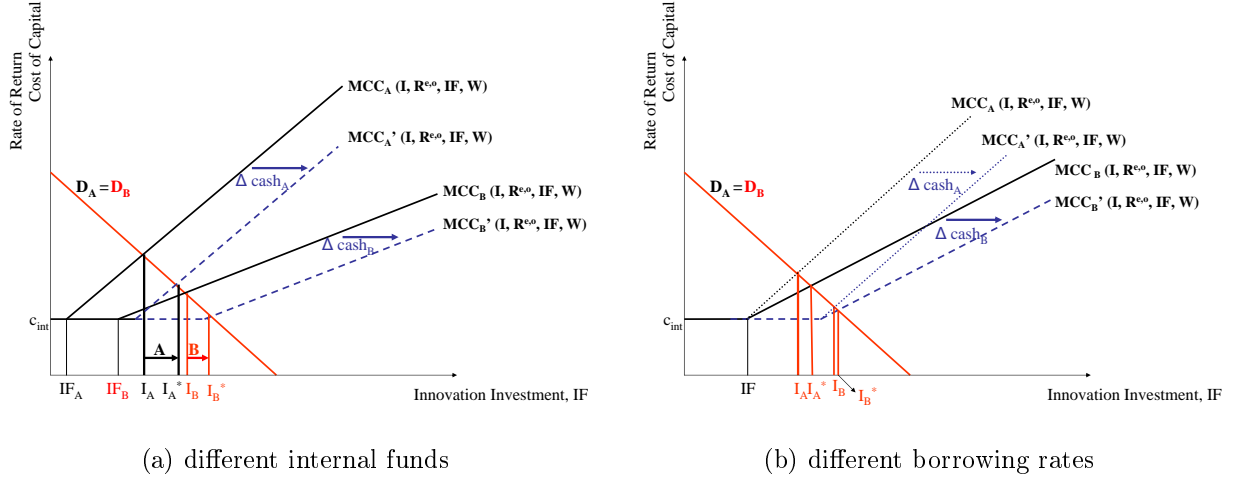 Rate of Return
Cost of Capital
MCC_A (I, R^{e,o}, IF, W)
MCC_A' (I, R^{e,o}, IF, W)
Δ cash_A
D_A = D_B
MCC_B (I, R^{e,o}, IF, W)
MCC_B' (I, R^{e,o}, IF, W)
Δ cash_B
c_int
A B
IF_A IF_B I_A I_A* I_B I_B*
Innovation Investment, IF
(a) different internal funds
Rate of Return
Cost of Capital
MCC_A (I, R^{e,o}, IF, W)
MCC_A' (I, R^{e,o}, IF, W)
Δ cash_A
D_A = D_B
MCC_B (I, R^{e,o}, IF, W)
MCC_B' (I, R^{e,o}, IF, W)
Δ cash_B
c_int
IF I_A I_A* I_B I_B*
Innovation Investment, IF
(b) different borrowing rates